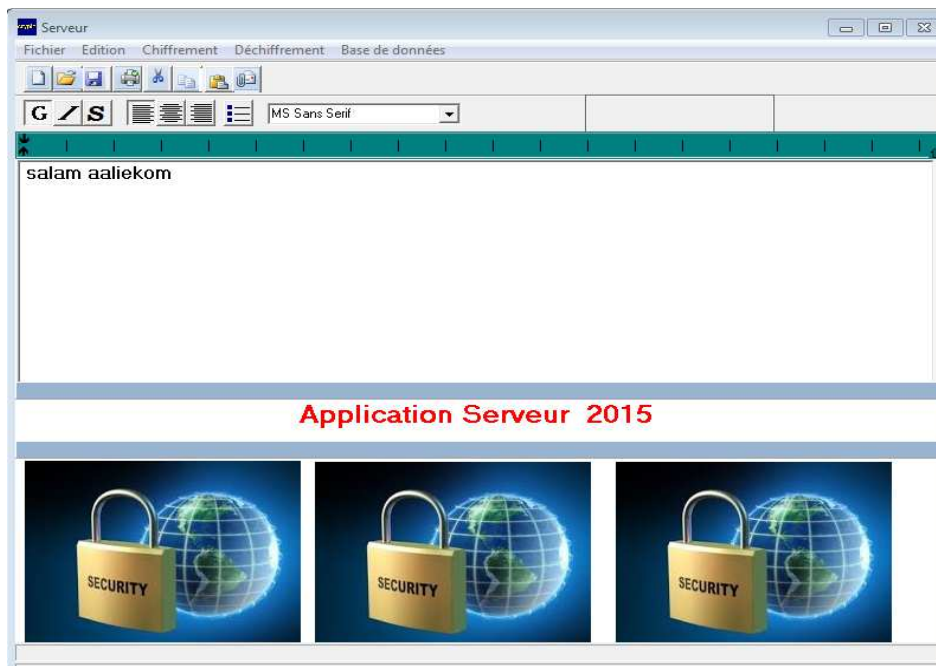 Serveur
Fichier Edition Chiffrement Déchiffrement Base de données
G I S MS Sans Serif
salam aaliekom
Application Serveur 2015
SECURITY SECURITY SECURITY